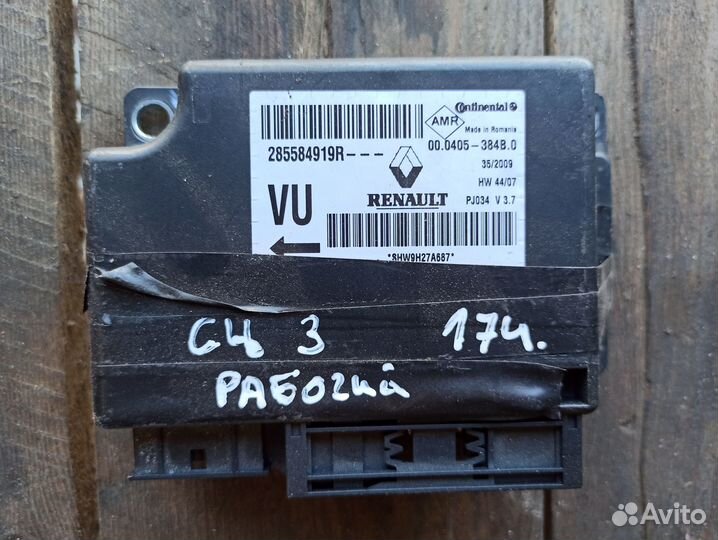 Continental
AMR
Made in Romania
285584919R---
00.0405-384B.0
35/2009
HW 44/07
VU
RENAULT
PJ034 V 3.7
*8HW9H27A687*
СЦ 3 174.
РАБОЧИЙ
Avito